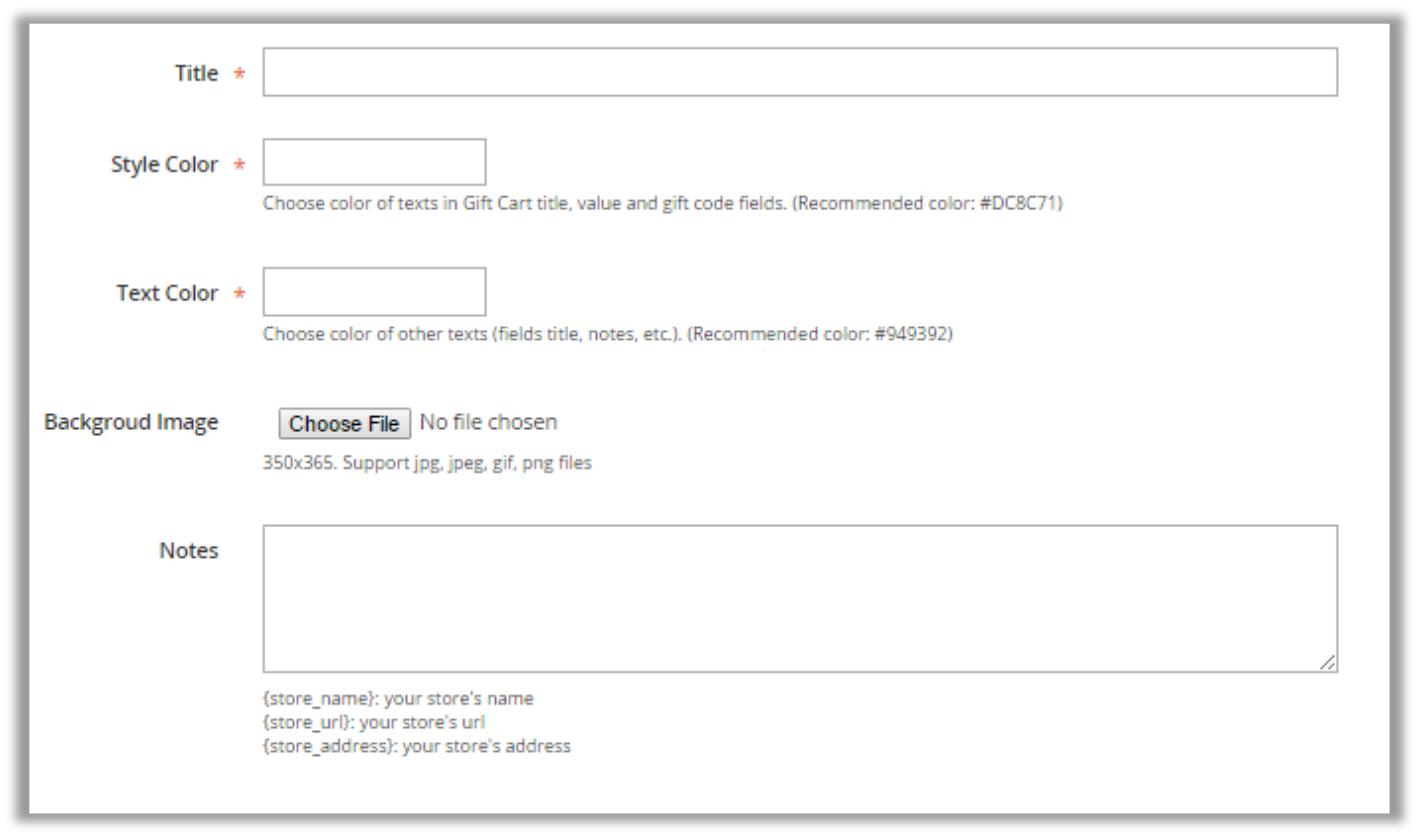 Title *
Style Color *
Choose color of texts in Gift Cart title, value and gift code fields. (Recommended color: #DC8C71)
Text Color *
Choose color of other texts (fields title, notes, etc.). (Recommended color: #949392)
Backgroud Image Choose File No file chosen
350x365. Support jpg, jpeg, gif, png files
Notes
{store_name}: your store's name
{store_url}: your store's url
{store_address}: your store's address